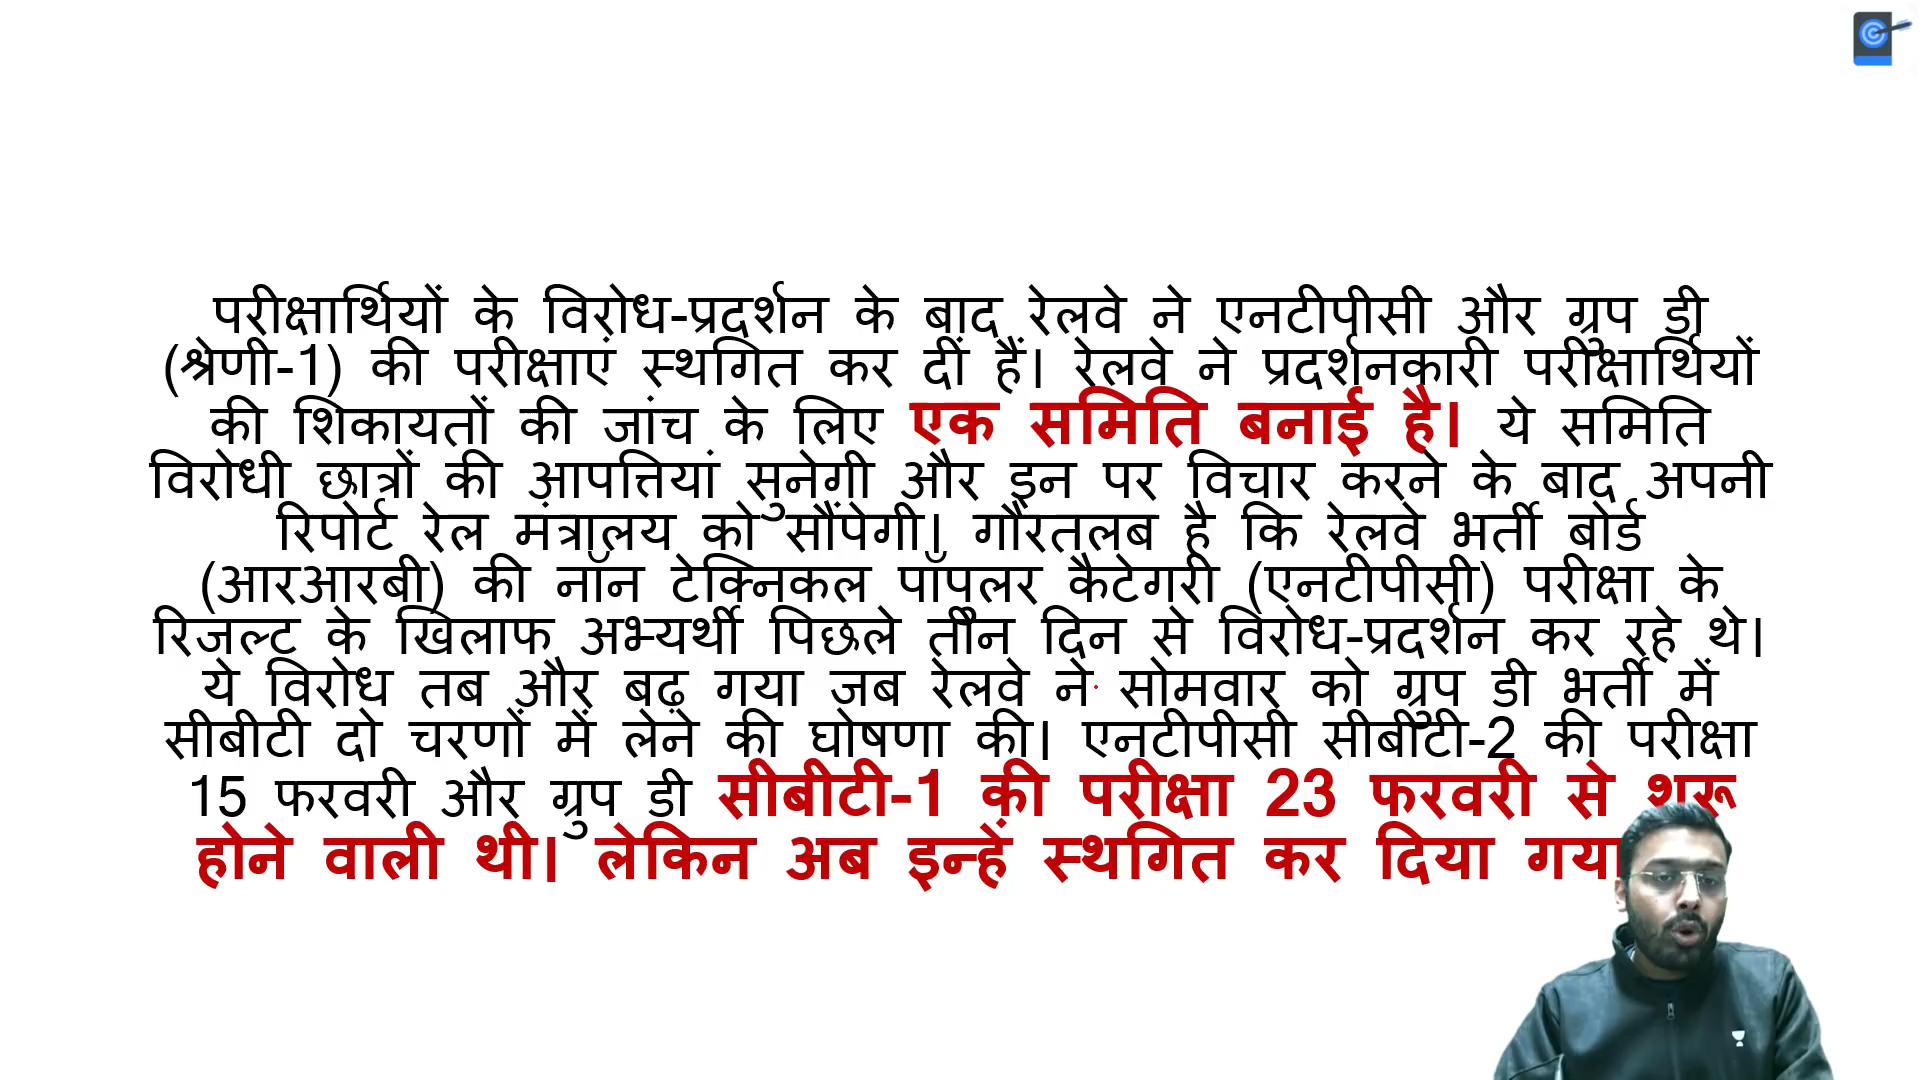 परीक्षार्थियों के विरोध-प्रदर्शन के बाद रेलवे ने एनटीपीसी और ग्रुप डी
(श्रेणी-1) की परीक्षाएं स्थगित कर दीं हैं। रेलवे ने प्रदर्शनकारी परीक्षार्थियों
की शिकायतों की जांच के लिए एक समिति बनाई है। ये समिति
विरोधी छात्रों की आपत्तियां सुनेगी और इन पर विचार करने के बाद अपनी
रिपोर्ट रेल मंत्रालय को सौंपेगी। गौरतलब है कि रेलवे भर्ती बोर्ड
(आरआरबी) की नॉन टेक्निकल पॉपुलर कैटेगरी (एनटीपीसी) परीक्षा के
रिजल्ट के खिलाफ अभ्यर्थी पिछले तीन दिन से विरोध-प्रदर्शन कर रहे थे।
ये विरोध तब और बढ़ गया जब रेलवे ने सोमवार को ग्रुप डी भर्ती में
सीबीटी दो चरणों में लेने की घोषणा की। एनटीपीसी सीबीटी-2 की परीक्षा
15 फरवरी और ग्रुप डी सीबीटी-1 की परीक्षा 23 फरवरी से शुरू
होने वाली थी। लेकिन अब इन्हें स्थगित कर दिया गया